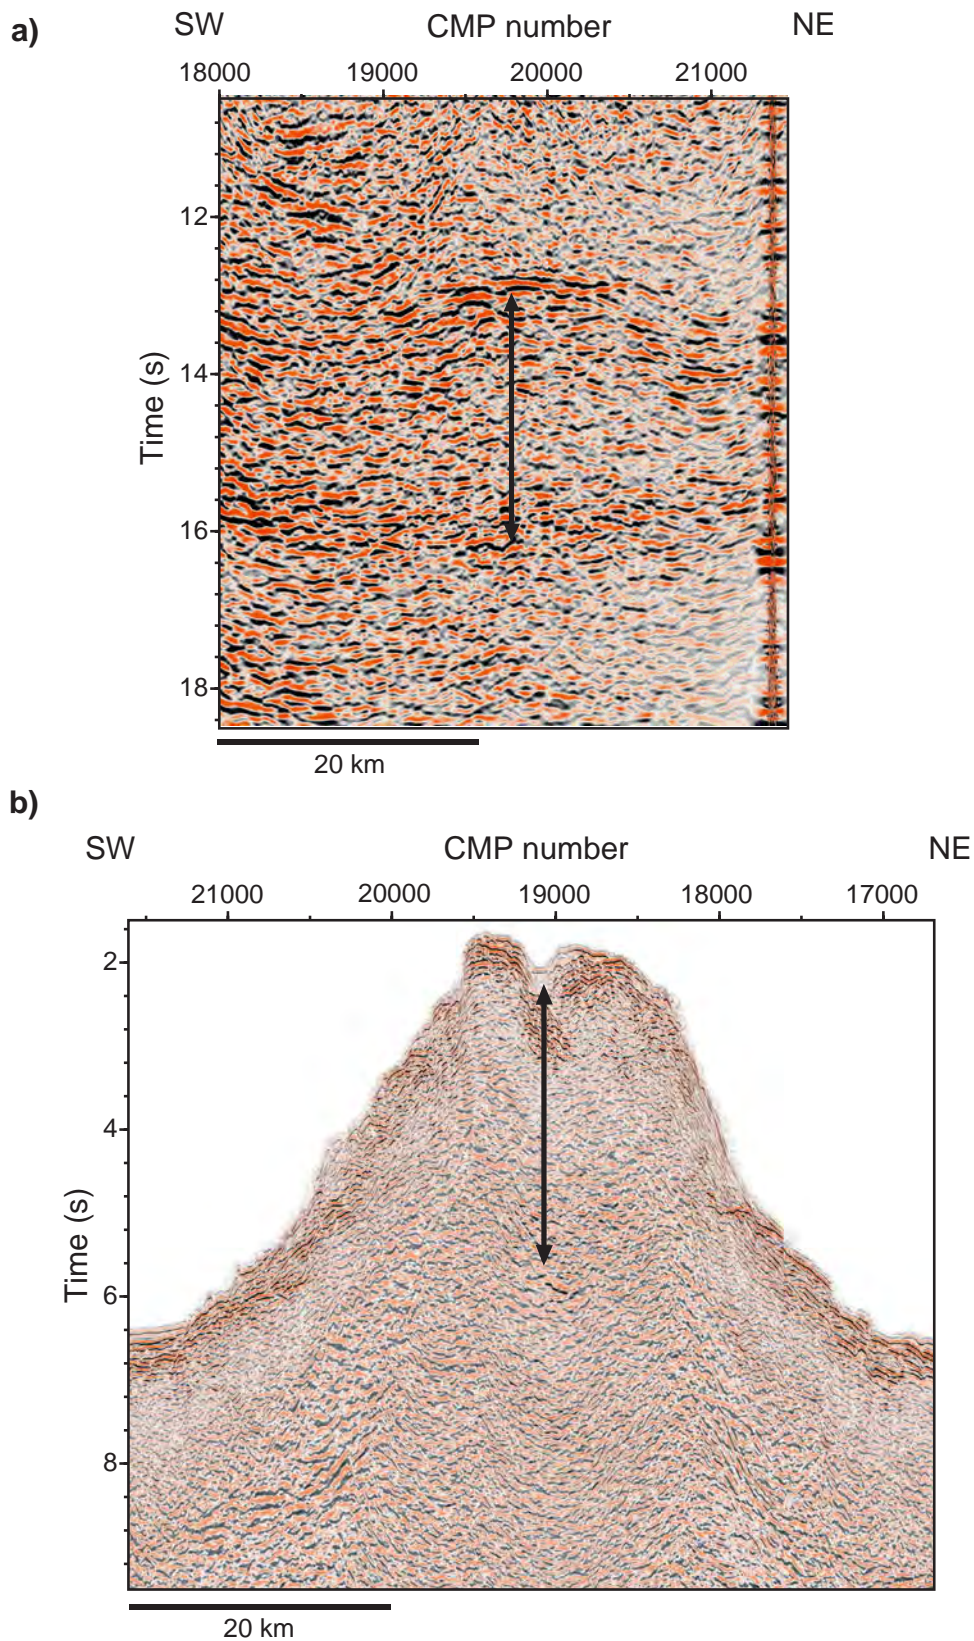 a)
SW CMP number NE
18000 19000 20000 21000
12
14
16
18
Time (s)
20 km
b)
SW CMP number NE
21000 20000 19000 18000 17000
2
4
6
8
Time (s)
20 km